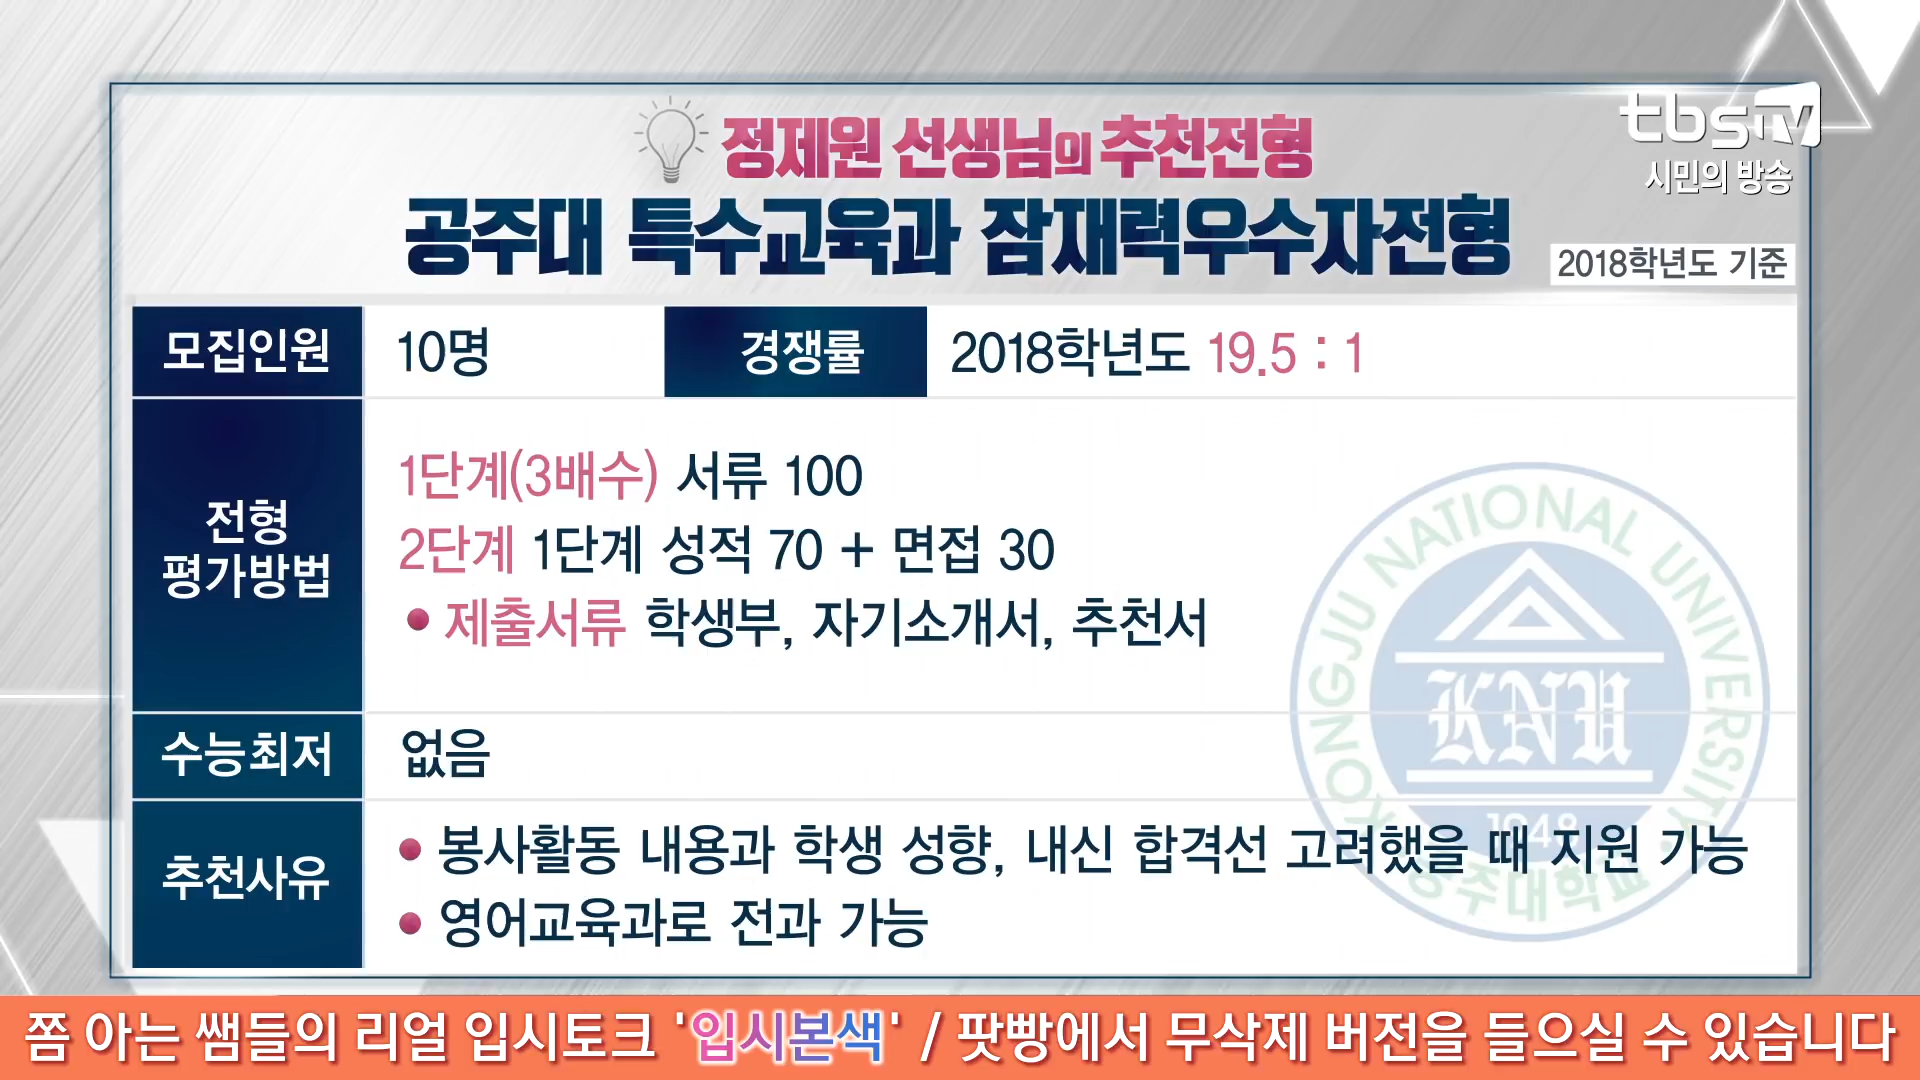 정제원 선생님의 추천전형
tbs TV
시민의 방송
공주대 특수교육과 잠재력우수자전형
2018학년도 기준
모집인원 10명 경쟁률 2018학년도 19.5 : 1
전형
평가방법
1단계(3배수) 서류 100
2단계 1단계 성적 70 + 면접 30
• 제출서류 학생부, 자기소개서, 추천서
수능최저 없음
추천사유
• 봉사활동 내용과 학생 성향, 내신 합격선 고려했을 때 지원 가능
• 영어교육과로 전과 가능
KONGJU NATIONAL UNIVERSITY
KNU
1948
공주대학교
쫌 아는 쌤들의 리얼 입시토크 '입시본색' / 팟빵에서 무삭제 버전을 들으실 수 있습니다